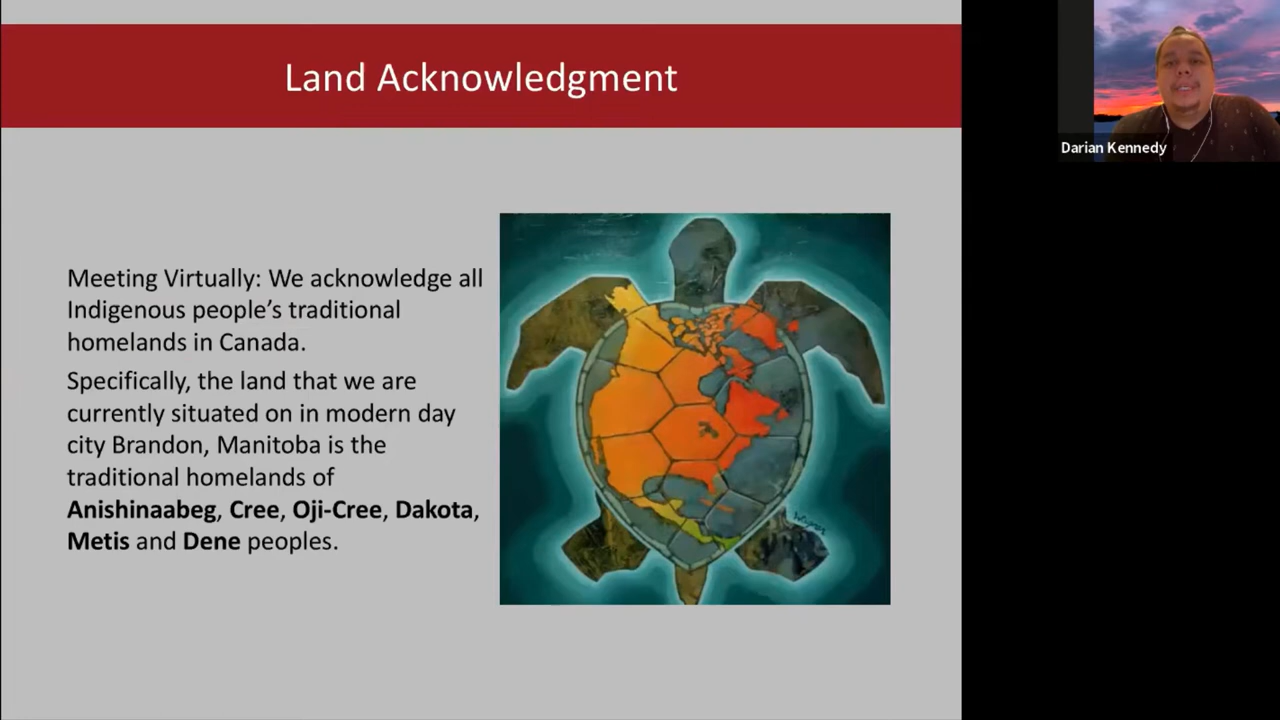 Land Acknowledgment
Meeting Virtually: We acknowledge all
Indigenous people’s traditional
homelands in Canada.
Specifically, the land that we are
currently situated on in modern day
city Brandon, Manitoba is the
traditional homelands of
Anishinaabeg, Cree, Oji-Cree, Dakota,
Metis and Dene peoples.
Darian Kennedy